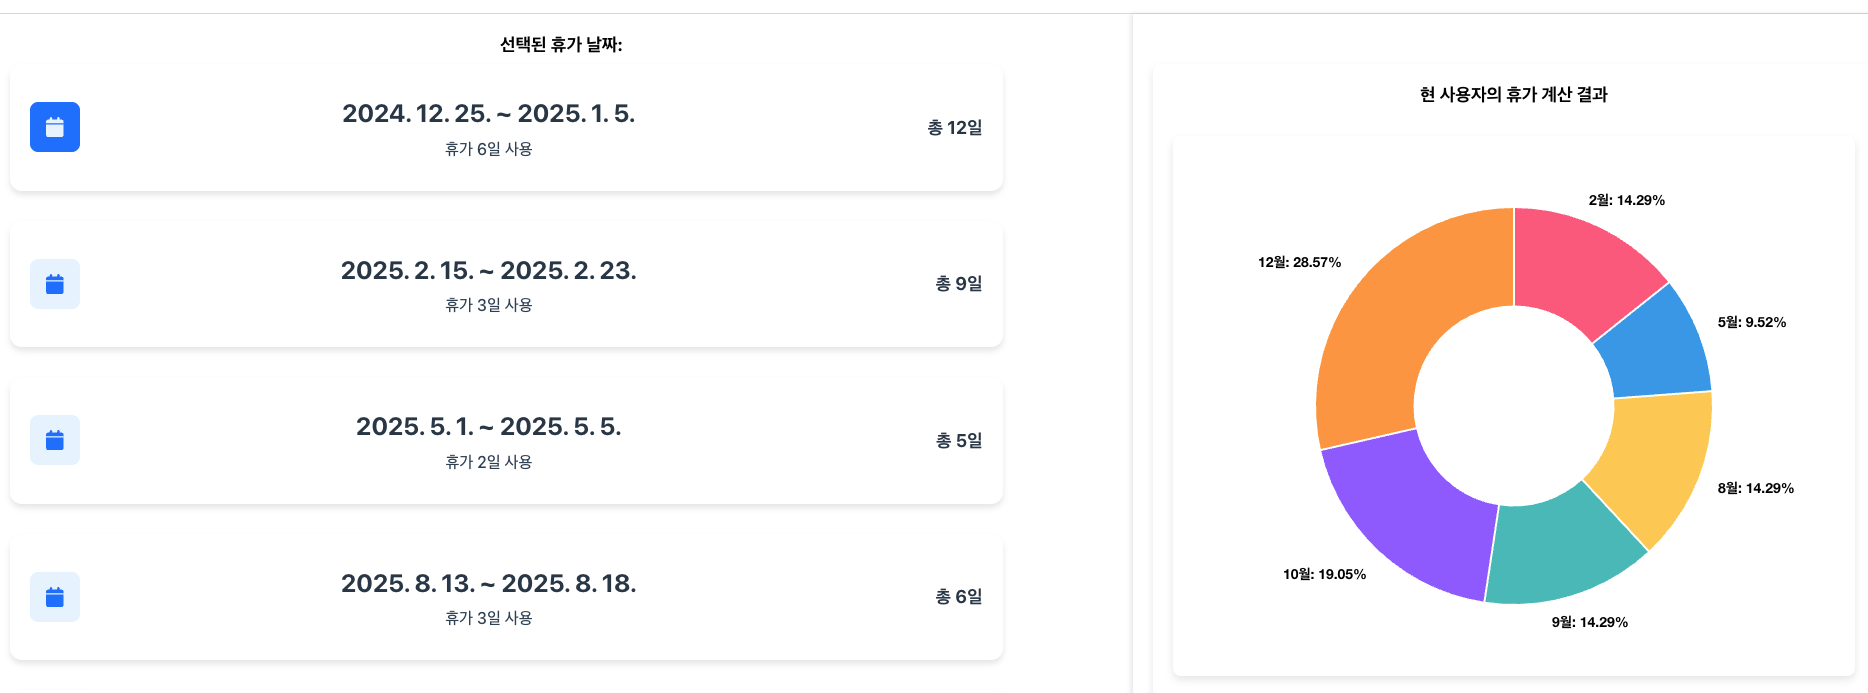 선택된 휴가 날짜:
2024. 12. 25. ~ 2025. 1. 5.
휴가 6일 사용
총 12일
2025. 2. 15. ~ 2025. 2. 23.
휴가 3일 사용
총 9일
2025. 5. 1. ~ 2025. 5. 5.
휴가 2일 사용
총 5일
2025. 8. 13. ~ 2025. 8. 18.
휴가 3일 사용
총 6일
현 사용자의 휴가 계산 결과
2월: 14.29%
12월: 28.57%
5월: 9.52%
8월: 14.29%
10월: 19.05%
9월: 14.29%